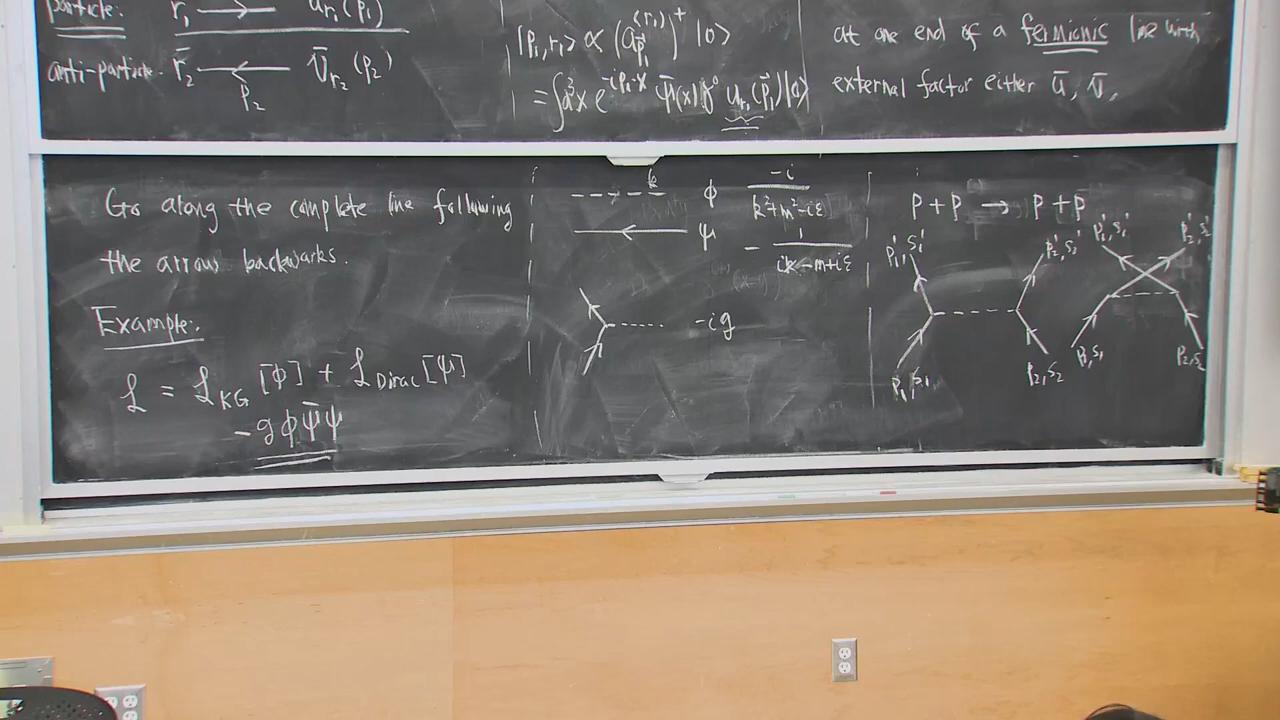 particle: r₁ ⟶ u_{r₁}(p₁)
anti-particle. r̄₂ ⟵ v̄_{r₂}(p₂)
p₂
|p₁, r₁⟩ ∝ (a_{p₁}^{(r₁)})† |0⟩
= ∫d³x e^{-ip₁·x} ψ̄(x) γ⁰ u_{r₁}(p⃗₁)|0⟩
at one end of a fermionic line with
external factor either ū, v̄,
Go along the complete line following
the arrows backwarks.
Example:
ℒ = ℒ_{KG} [φ] + ℒ_{Dirac} [ψ]
- g φ ψ̄ ψ
k φ -i / (k²+m²-iε)
ψ - 1 / (ik̸-m+iε)
-ig
P + P → P + P
p₁', s₁' p₂', s₂' p₁', s₁' p₂', s₂'
p₁, s₁ p₂, s₂ p₁, s₁ p₂, s₂